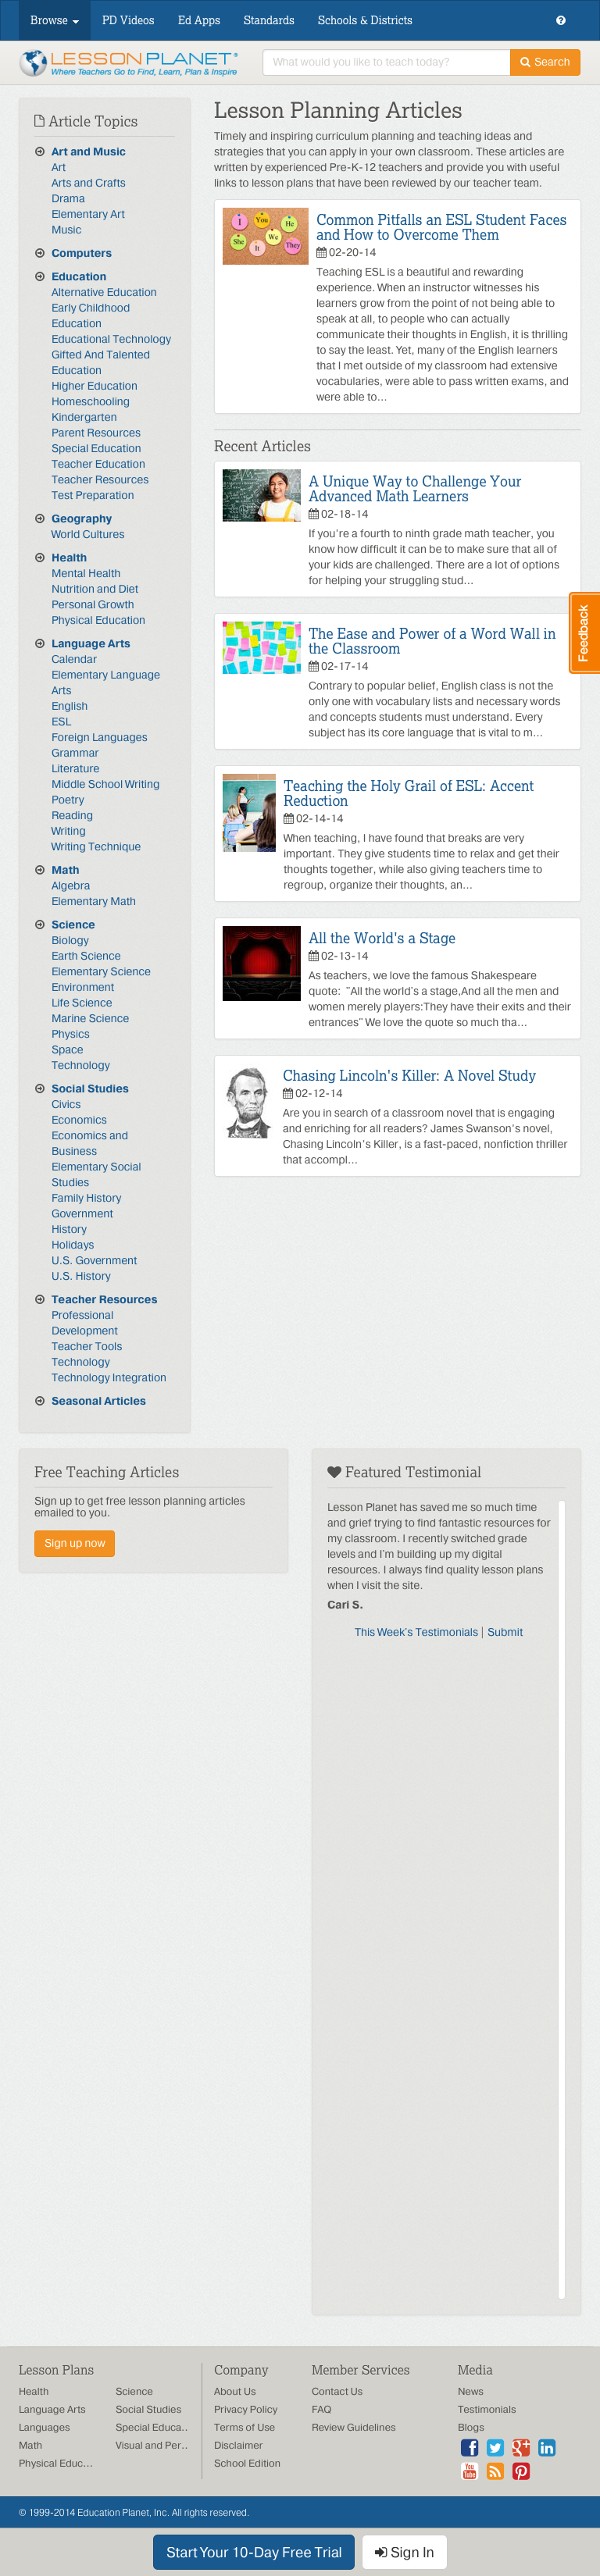 Browse
PD Videos
Ed Apps
Standards
Schools & Districts
LESSONPLANET®
Where Teachers Go to Find, Learn, Plan & Inspire
What would you like to teach today?
Search
Article Topics
Art and Music
Art
Arts and Crafts
Drama
Elementary Art
Music
Computers
Education
Alternative Education
Early Childhood
Education
Educational Technology
Gifted And Talented
Education
Higher Education
Homeschooling
Kindergarten
Parent Resources
Special Education
Teacher Education
Teacher Resources
Test Preparation
Geography
World Cultures
Health
Mental Health
Nutrition and Diet
Personal Growth
Physical Education
Language Arts
Calendar
Elementary Language
Arts
English
ESL
Foreign Languages
Grammar
Literature
Middle School Writing
Poetry
Reading
Writing
Writing Technique
Math
Algebra
Elementary Math
Science
Biology
Earth Science
Elementary Science
Environment
Life Science
Marine Science
Physics
Space
Technology
Social Studies
Civics
Economics
Economics and
Business
Elementary Social
Studies
Family History
Government
History
Holidays
U.S. Government
U.S. History
Teacher Resources
Professional
Development
Teacher Tools
Technology
Technology Integration
Seasonal Articles
Lesson Planning Articles
Timely and inspiring curriculum planning and teaching ideas and
strategies that you can apply in your own classroom. These articles are
written by experienced Pre-K-12 teachers and provide you with useful
links to lesson plans that have been reviewed by our teacher team.
I
You
He
She
We
It
They
Common Pitfalls an ESL Student Faces
and How to Overcome Them
02-20-14
Teaching ESL is a beautiful and rewarding
experience. When an instructor witnesses his
learners grow from the point of not being able to
speak at all, to people who can actually
communicate their thoughts in English, it is thrilling
to say the least. Yet, many of the English learners
that I met outside of my classroom had extensive
vocabularies, were able to pass written exams, and
were able to...
Recent Articles
A Unique Way to Challenge Your
Advanced Math Learners
02-18-14
If you're a fourth to ninth grade math teacher, you
know how difficult it can be to make sure that all of
your kids are challenged. There are a lot of options
for helping your struggling stud...
The Ease and Power of a Word Wall in
the Classroom
02-17-14
Contrary to popular belief, English class is not the
only one with vocabulary lists and necessary words
and concepts students must understand. Every
subject has its core language that is vital to m...
Teaching the Holy Grail of ESL: Accent
Reduction
02-14-14
When teaching, I have found that breaks are very
important. They give students time to relax and get their
thoughts together, while also giving teachers time to
regroup, organize their thoughts, an...
All the World's a Stage
02-13-14
As teachers, we love the famous Shakespeare
quote:  "All the world's a stage,And all the men and
women merely players:They have their exits and their
entrances" We love the quote so much tha...
Chasing Lincoln's Killer: A Novel Study
02-12-14
Are you in search of a classroom novel that is engaging
and enriching for all readers? James Swanson's novel,
Chasing Lincoln's Killer, is a fast-paced, nonfiction thriller
that accompl...
Feedback
Free Teaching Articles
Sign up to get free lesson planning articles
emailed to you.
Sign up now
Featured Testimonial
Lesson Planet has saved me so much time
and grief trying to find fantastic resources for
my classroom. I recently switched grade
levels and I'm building up my digital
resources. I always find quality lesson plans
when I visit the site.
Cari S.
This Week's Testimonials | Submit
Lesson Plans
Health
Language Arts
Languages
Math
Physical Educ...
Science
Social Studies
Special Educa..
Visual and Per..
Company
About Us
Privacy Policy
Terms of Use
Disclaimer
School Edition
Member Services
Contact Us
FAQ
Review Guidelines
Media
News
Testimonials
Blogs
© 1999-2014 Education Planet, Inc. All rights reserved.
Start Your 10-Day Free Trial
Sign In